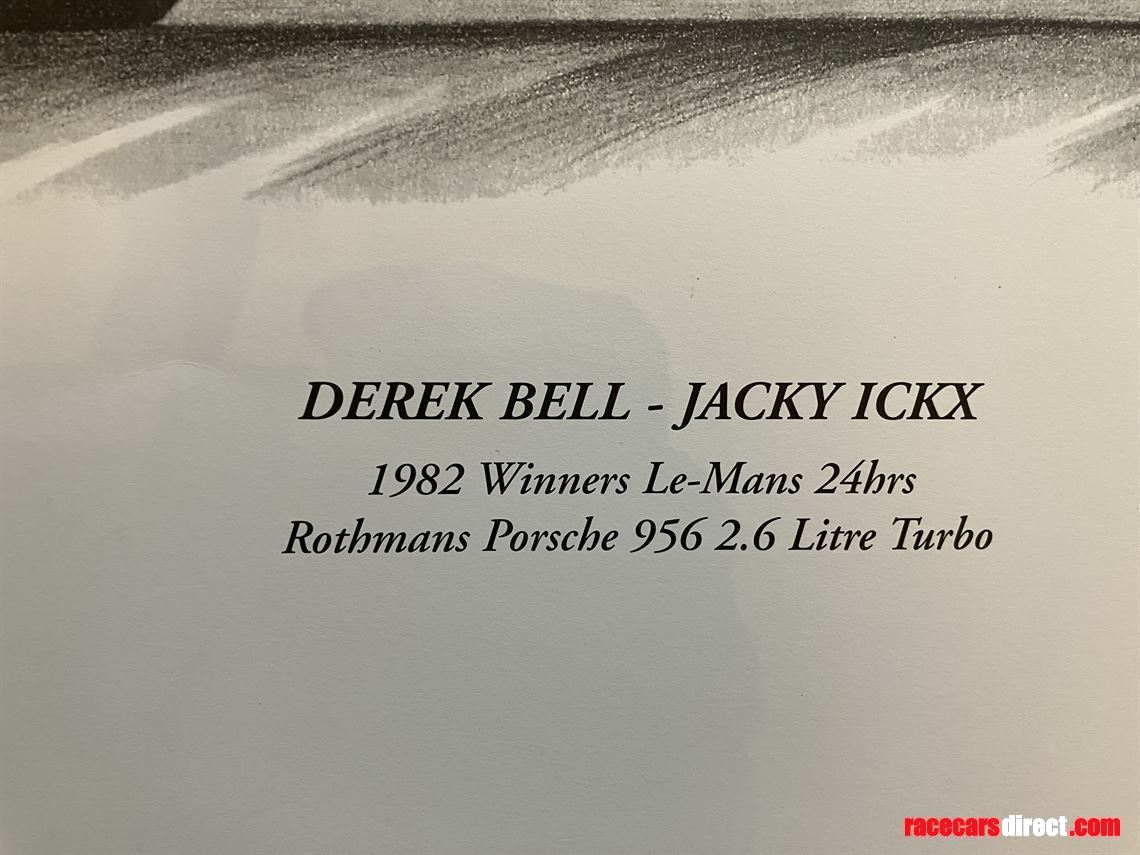 DEREK BELL - JACKY ICKX
1982 Winners Le-Mans 24hrs
Rothmans Porsche 956 2.6 Litre Turbo
racecarsdirect.com